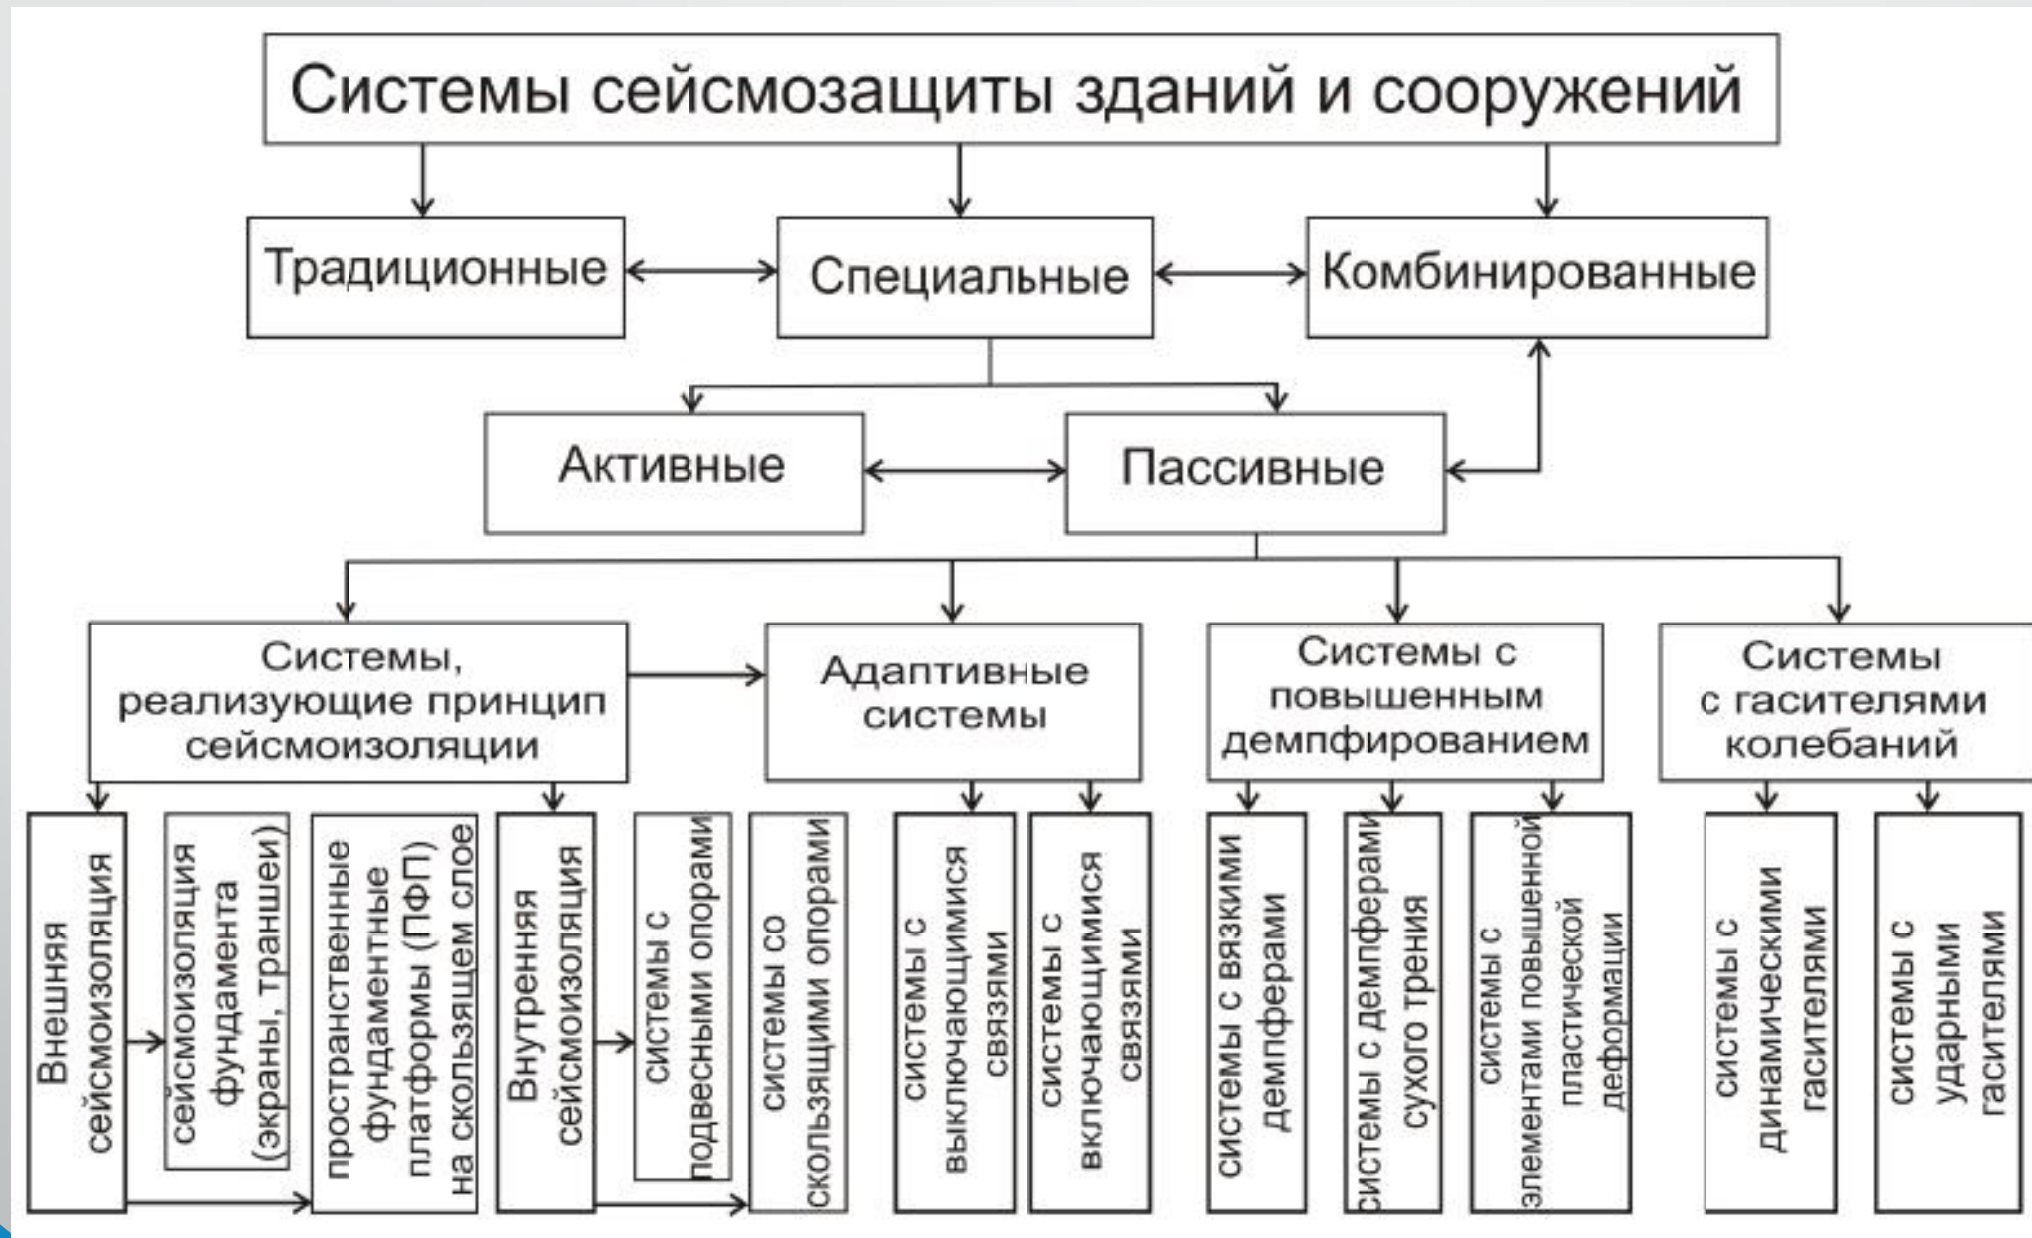 Системы сейсмозащиты зданий и сооружений
Традиционные
Специальные
Комбинированные
Активные
Пассивные
Системы,
реализующие принцип
сейсмоизоляции
Адаптивные
системы
Системы с
повышенным
демпфированием
Системы
с гасителями
колебаний
Внешняя
сейсмоизоляция
сейсмоизоляция
фундамента
(экраны, траншеи)
пространственные
фундаментные
платформы (ПФП)
на скользящем слое
Внутренняя
сейсмоизоляция
системы с
подвесными опорами
системы со
скользящими опорами
системы с
выключающимися
связями
системы с
включающимися
связями
системы с вязкими
демпферами
системы с демперами
сухого трения
системы с
элементами повышенной
пластической
деформации
системы с
динамическими
гасителями
системы с
ударными
гасителями